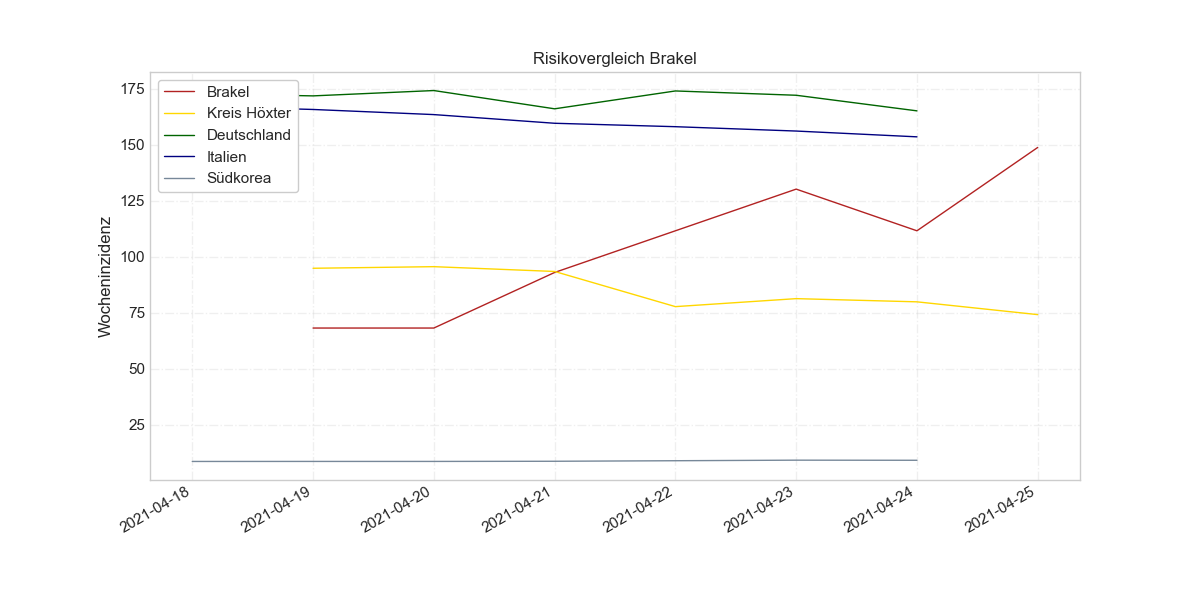 Risikovergleich Brakel
Wocheninzidenz
175
150
125
100
75
50
25
Brakel
Kreis Höxter
Deutschland
Italien
Südkorea
2021-04-18
2021-04-19
2021-04-20
2021-04-21
2021-04-22
2021-04-23
2021-04-24
2021-04-25